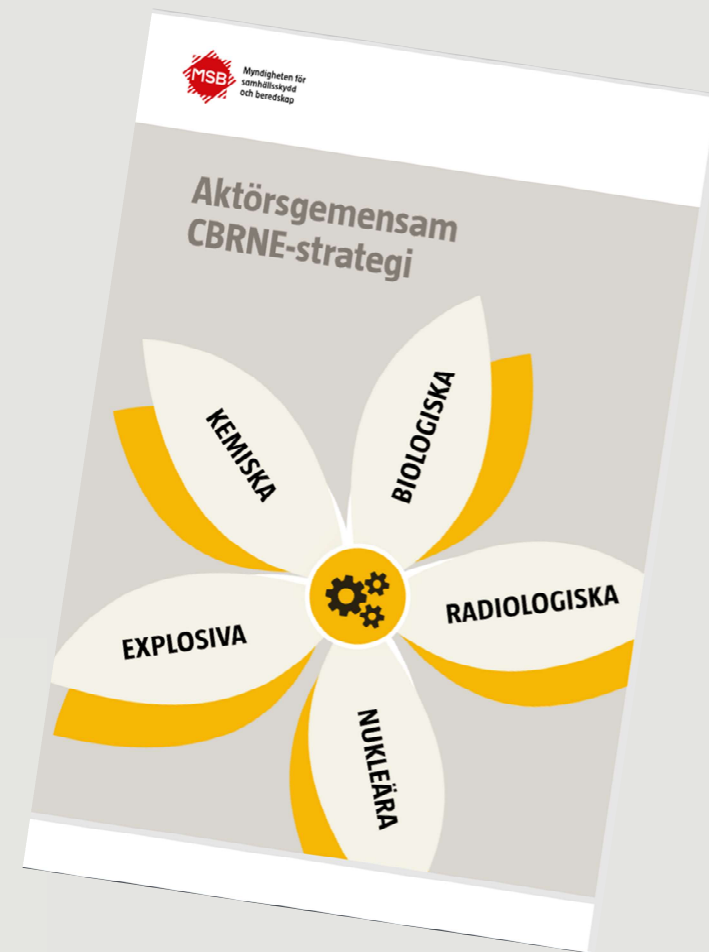 MSB
Myndigheten för
samhällsskydd
och beredskap
Aktörsgemensam
CBRNE-strategi
KEMISKA
BIOLOGISKA
RADIOLOGISKA
EXPLOSIVA
NUKLEÄRA